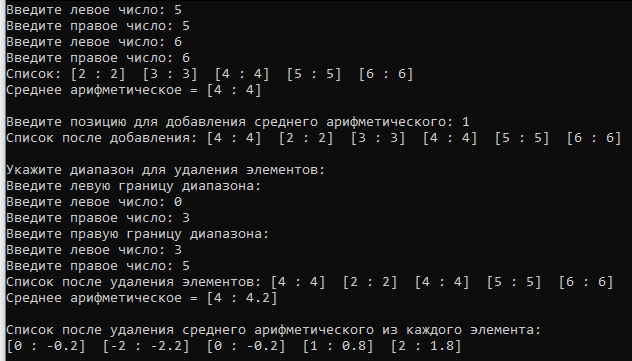 Введите левое число: 5
Введите правое число: 5
Введите левое число: 6
Введите правое число: 6
Список: [2 : 2]  [3 : 3]  [4 : 4]  [5 : 5]  [6 : 6]
Среднее арифметическое = [4 : 4]

Введите позицию для добавления среднего арифметического: 1
Список после добавления: [4 : 4]  [2 : 2]  [3 : 3]  [4 : 4]  [5 : 5]  [6 : 6]

Укажите диапазон для удаления элементов:
Введите левую границу диапазона:
Введите левое число: 0
Введите правое число: 3
Введите правую границу диапазона:
Введите левое число: 3
Введите правое число: 5
Список после удаления элементов: [4 : 4]  [2 : 2]  [4 : 4]  [5 : 5]  [6 : 6]
Среднее арифметическое = [4 : 4.2]

Список после удаления среднего арифметического из каждого элемента:
[0 : -0.2]  [-2 : -2.2]  [0 : -0.2]  [1 : 0.8]  [2 : 1.8]